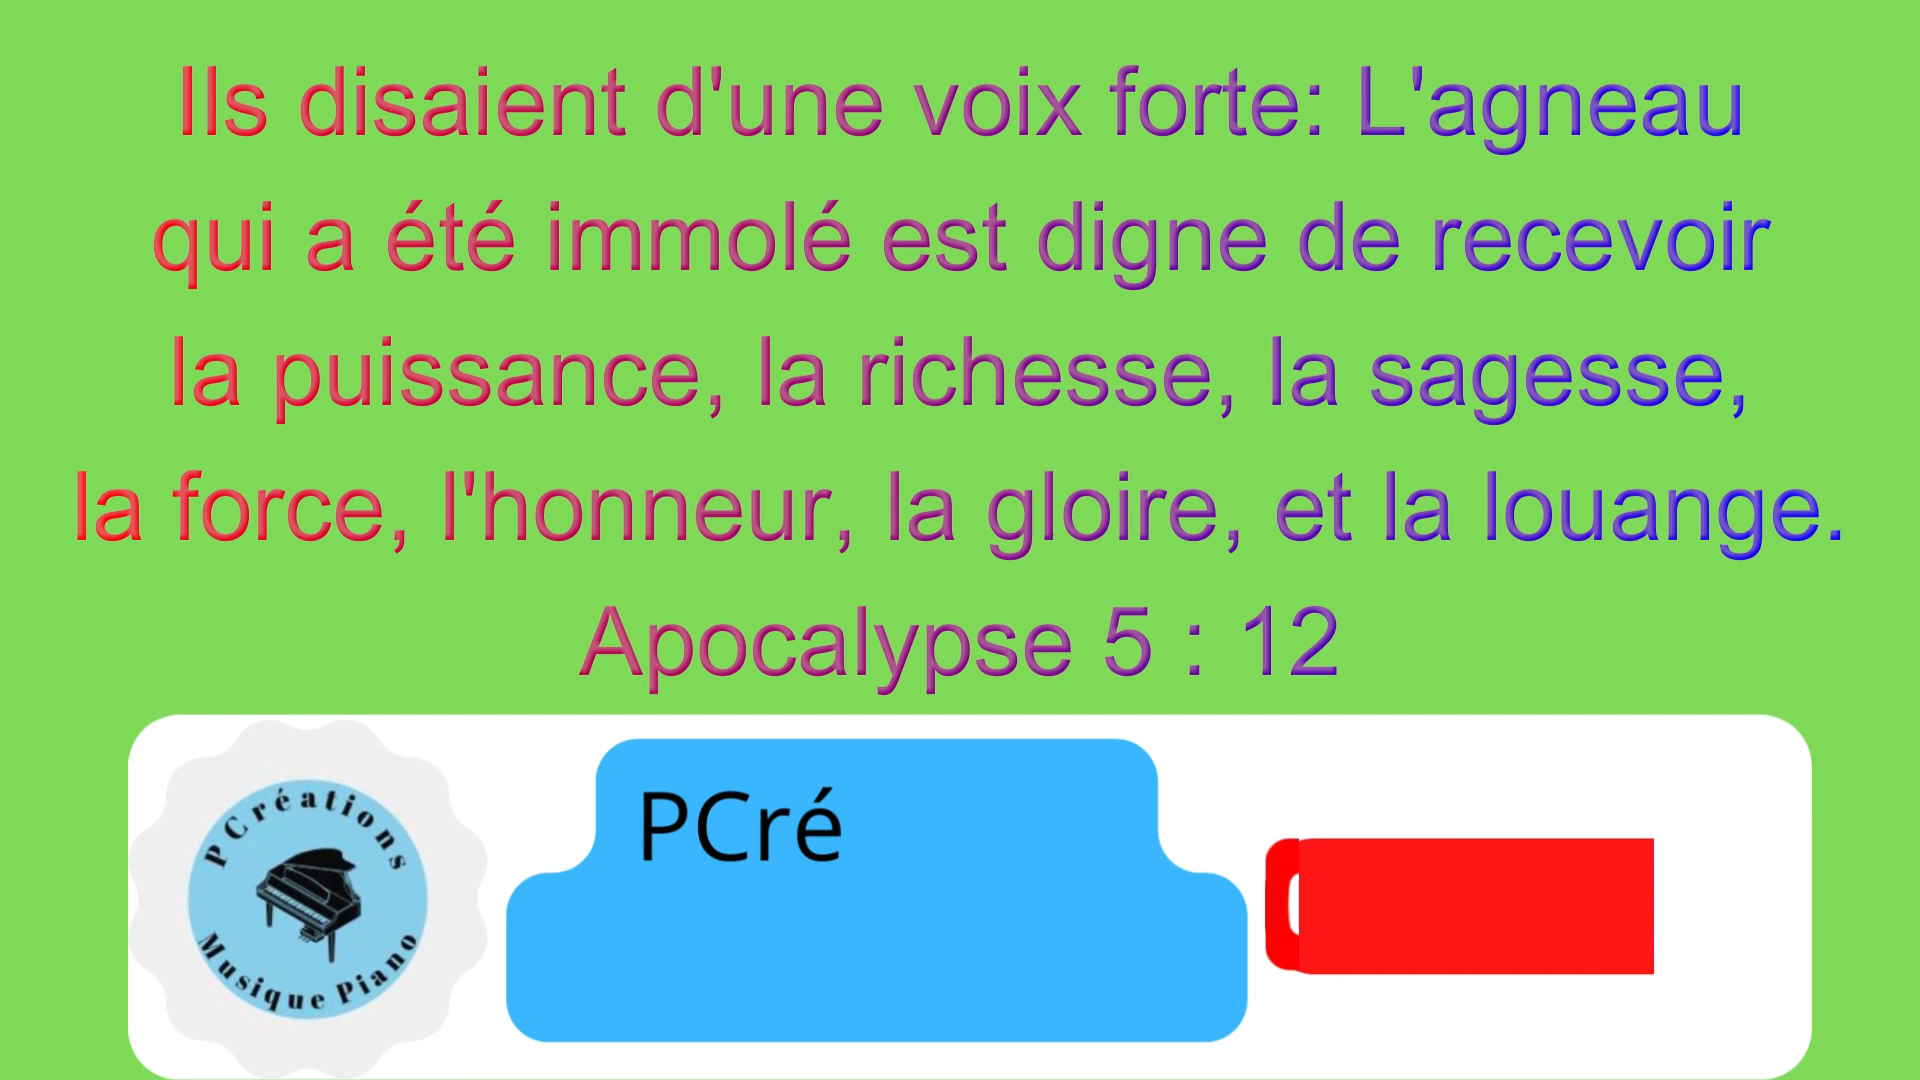 Ils disaient d'une voix forte: L'agneau
qui a été immolé est digne de recevoir
la puissance, la richesse, la sagesse,
la force, l'honneur, la gloire, et la louange.
Apocalypse 5 : 12
PCréations
Musique Piano
PCré